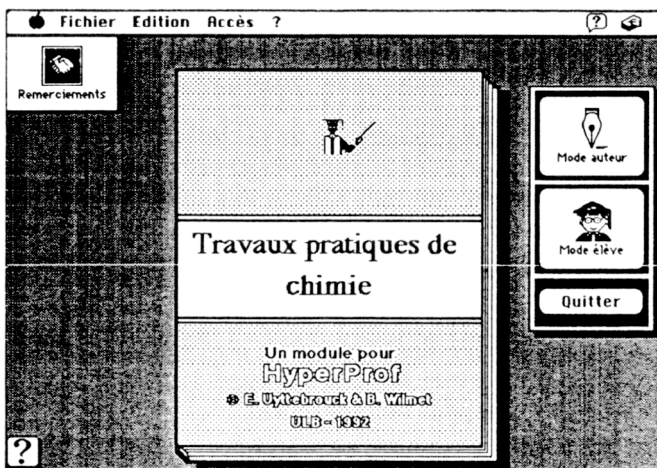 Fichier Edition Accès ?
?
Remerciements
Mode auteur
Travaux pratiques de
chimie
Mode élève
Quitter
Un module pour
HyperProf
© E. Uyttebrouck & B. Wilmet
ULB - 1992
?